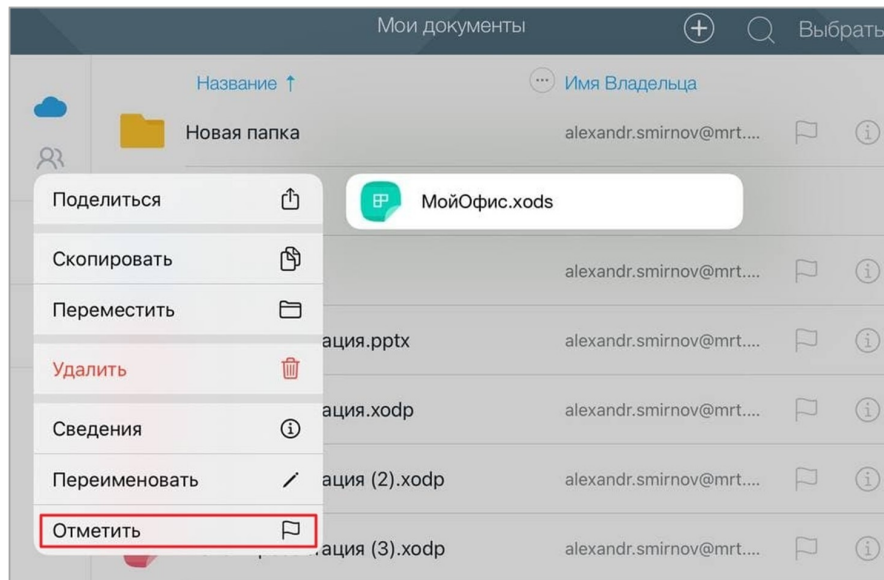 Мои документы
Выбрать
Название ↑
Имя Владельца
Новая папка
alexandr.smirnov@mrt....
Поделиться
МойОфис.xods
Скопировать
alexandr.smirnov@mrt....
Переместить
ация.pptx
alexandr.smirnov@mrt....
Удалить
ация.xodp
alexandr.smirnov@mrt....
Сведения
Переименовать
ация (2).xodp
alexandr.smirnov@mrt....
Отметить
ация (3).xodp
alexandr.smirnov@mrt....